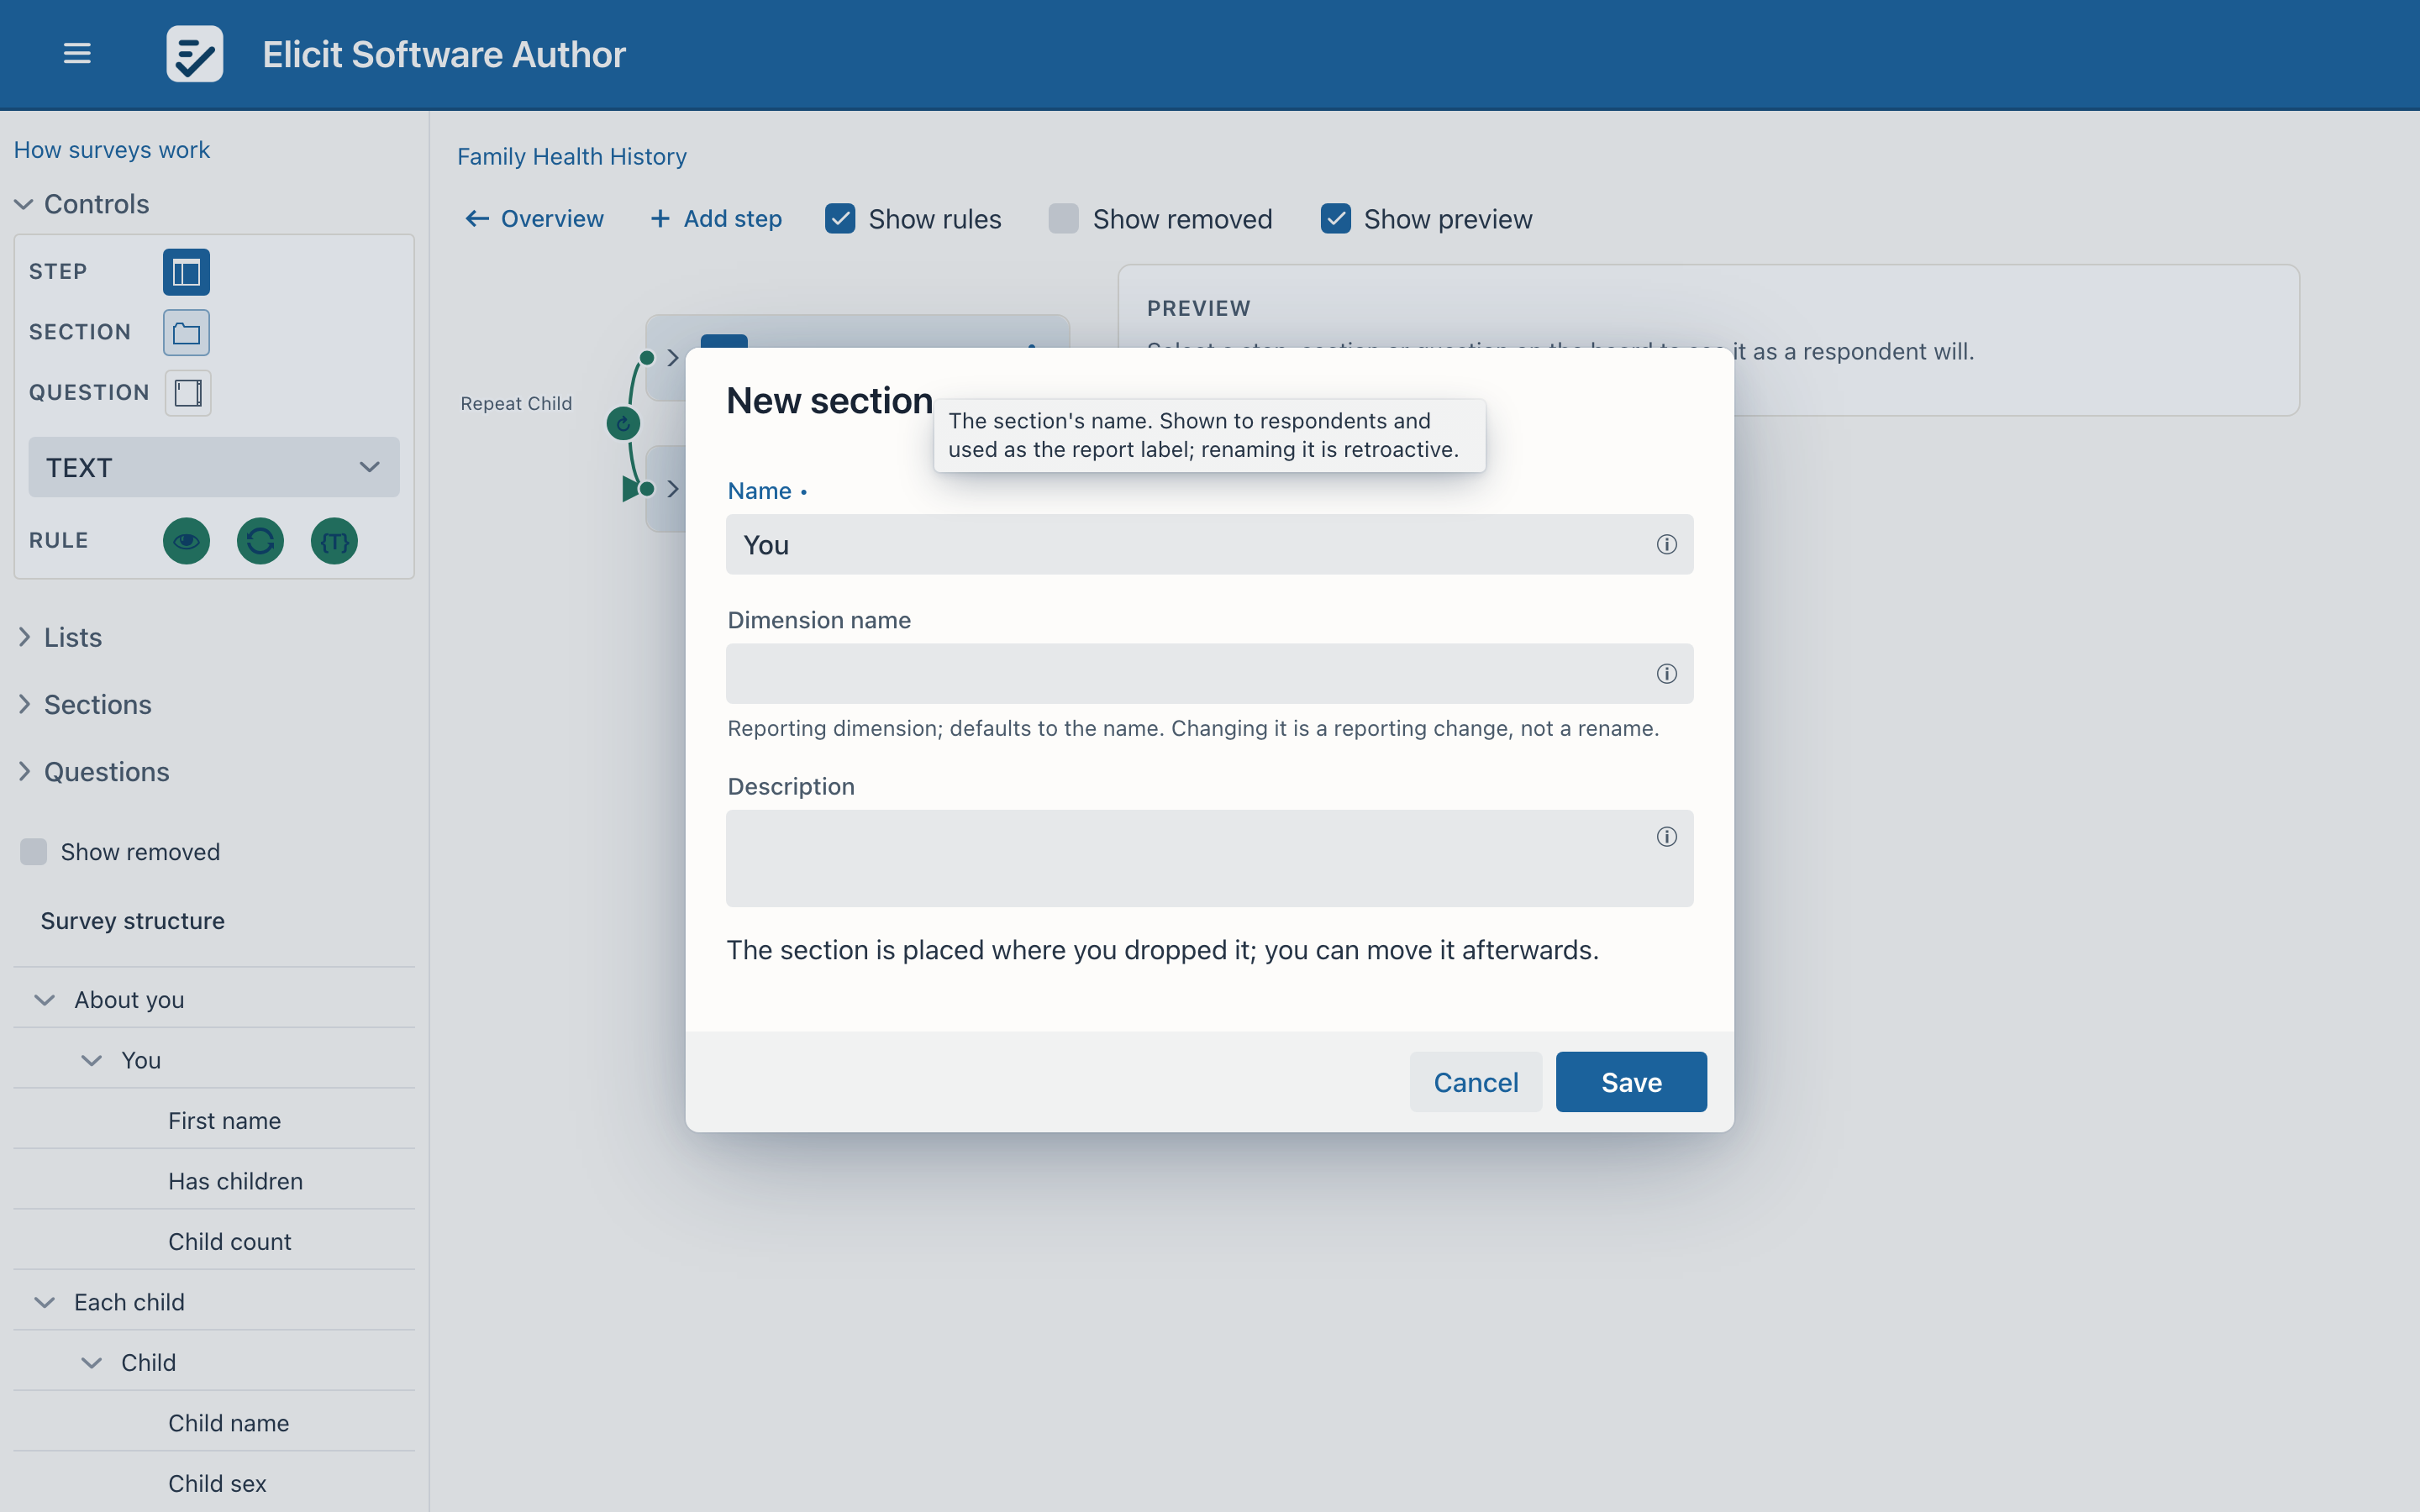 Elicit Software Author
How surveys work
Controls
STEP
SECTION
QUESTION
TEXT
RULE
{T}
Lists
Sections
Questions
Show removed
Survey structure
About you
You
First name
Has children
Child count
Each child
Child
Child name
Child sex
Family Health History
Overview
Add step
Show rules
Show removed
Show preview
Repeat Child
PREVIEW
it as a respondent will.
New section
The section's name. Shown to respondents and
used as the report label; renaming it is retroactive.
Name •
You
Dimension name
Reporting dimension; defaults to the name. Changing it is a reporting change, not a rename.
Description
The section is placed where you dropped it; you can move it afterwards.
Cancel
Save